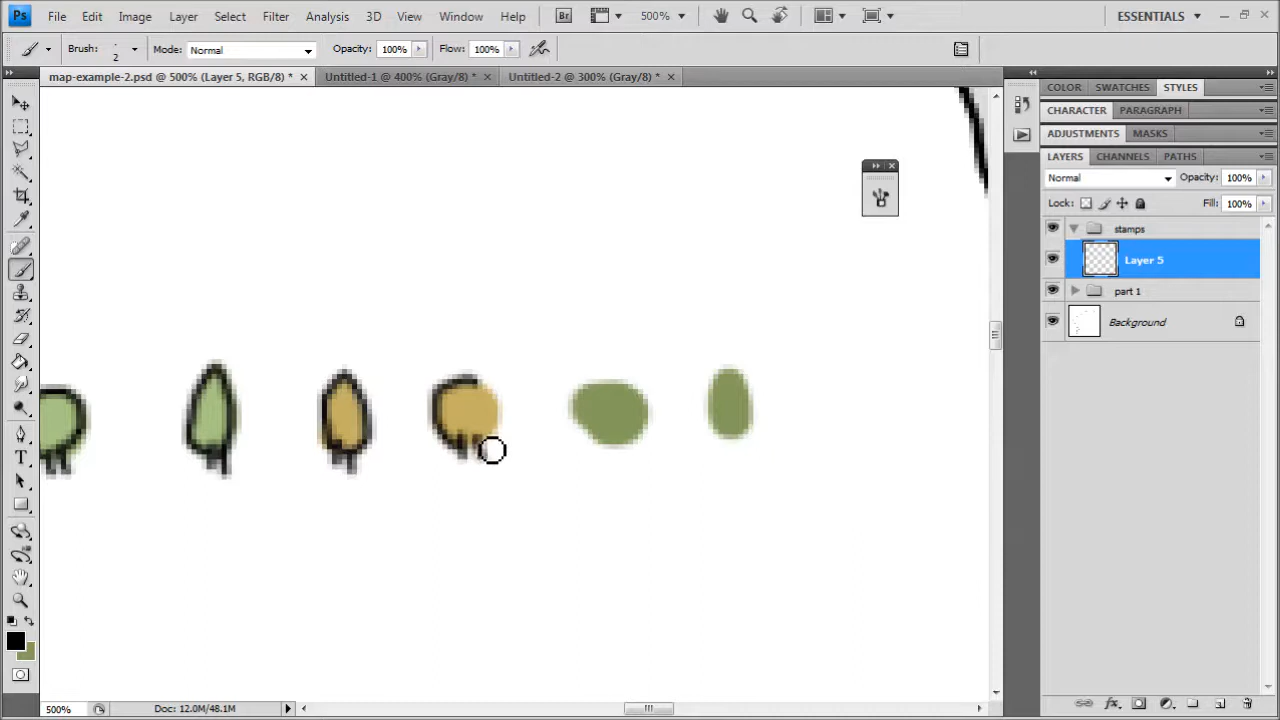 Ps File Edit Image Layer Select Filter Analysis 3D View Window Help Br 500% ESSENTIALS
Brush: 2 Mode: Normal Opacity: 100% Flow: 100%
map-example-2.psd @ 500% (Layer 5, RGB/8) * Untitled-1 @ 400% (Gray/8) * Untitled-2 @ 300% (Gray/8) *
COLOR SWATCHES STYLES
CHARACTER PARAGRAPH
ADJUSTMENTS MASKS
LAYERS CHANNELS PATHS
Normal Opacity: 100%
Lock: Fill: 100%
stamps
Layer 5
part 1
Background
500% Doc: 12.0M/48.1M